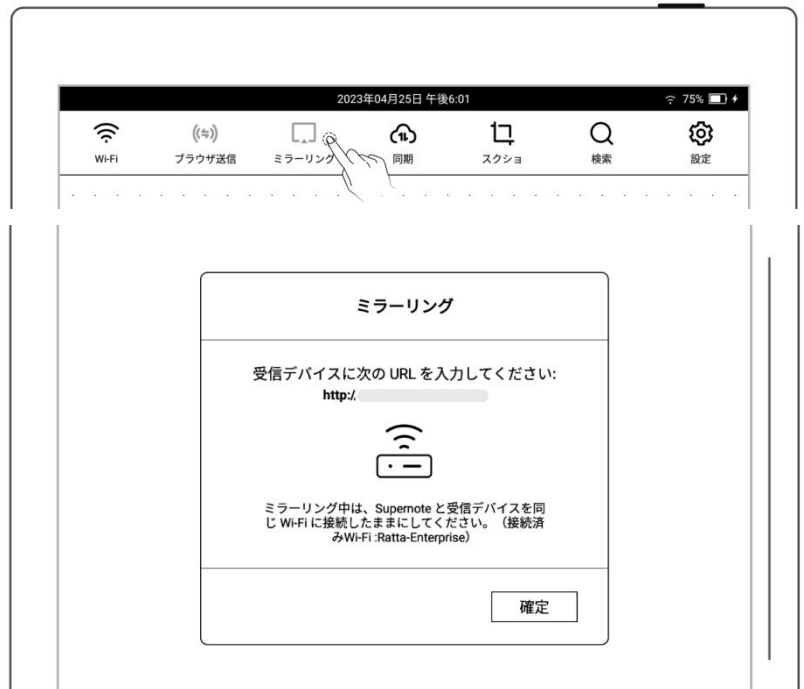 2023年04月25日 午後6:01
75%
Wi-Fi
ブラウザ送信
ミラーリング
同期
スクショ
検索
設定
ミラーリング
受信デバイスに次の URL を入力してください:
http:/
ミラーリング中は、Supernote と受信デバイスを同
じ Wi-Fi に接続したままにしてください。（接続済
みWi-Fi :Ratta-Enterprise）
確定